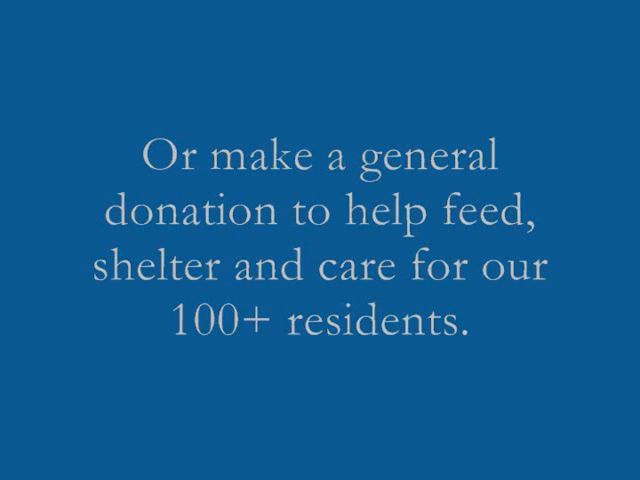 Or make a general
donation to help feed,
shelter and care for our
100+ residents.